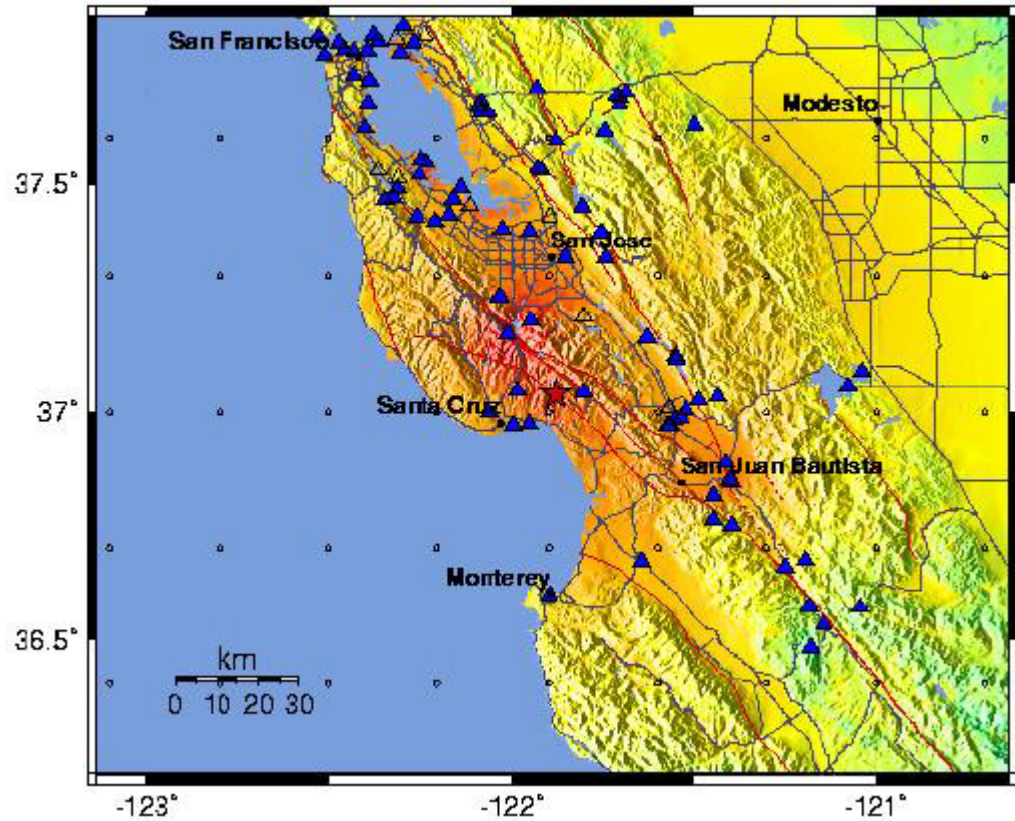 San Francisco
Modesto
37.5°
San Jose
37°
Santa Cruz
San Juan Bautista
Monterey
36.5°
km
0 10 20 30
-123° -122° -121°